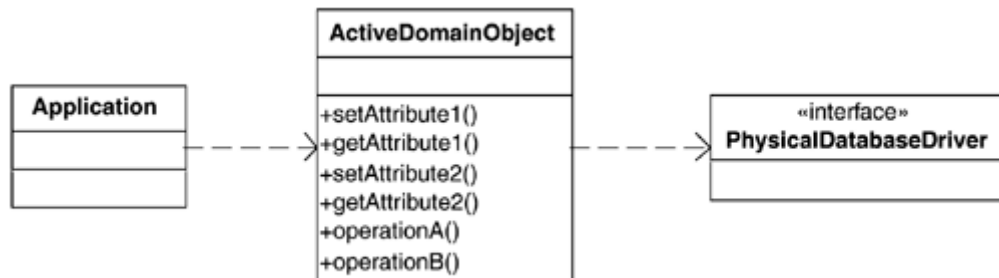 ActiveDomainObject
Application
+setAttribute1()
+getAttribute1()
+setAttribute2()
+getAttribute2()
+operationA()
+operationB()
«interface»
PhysicalDatabaseDriver